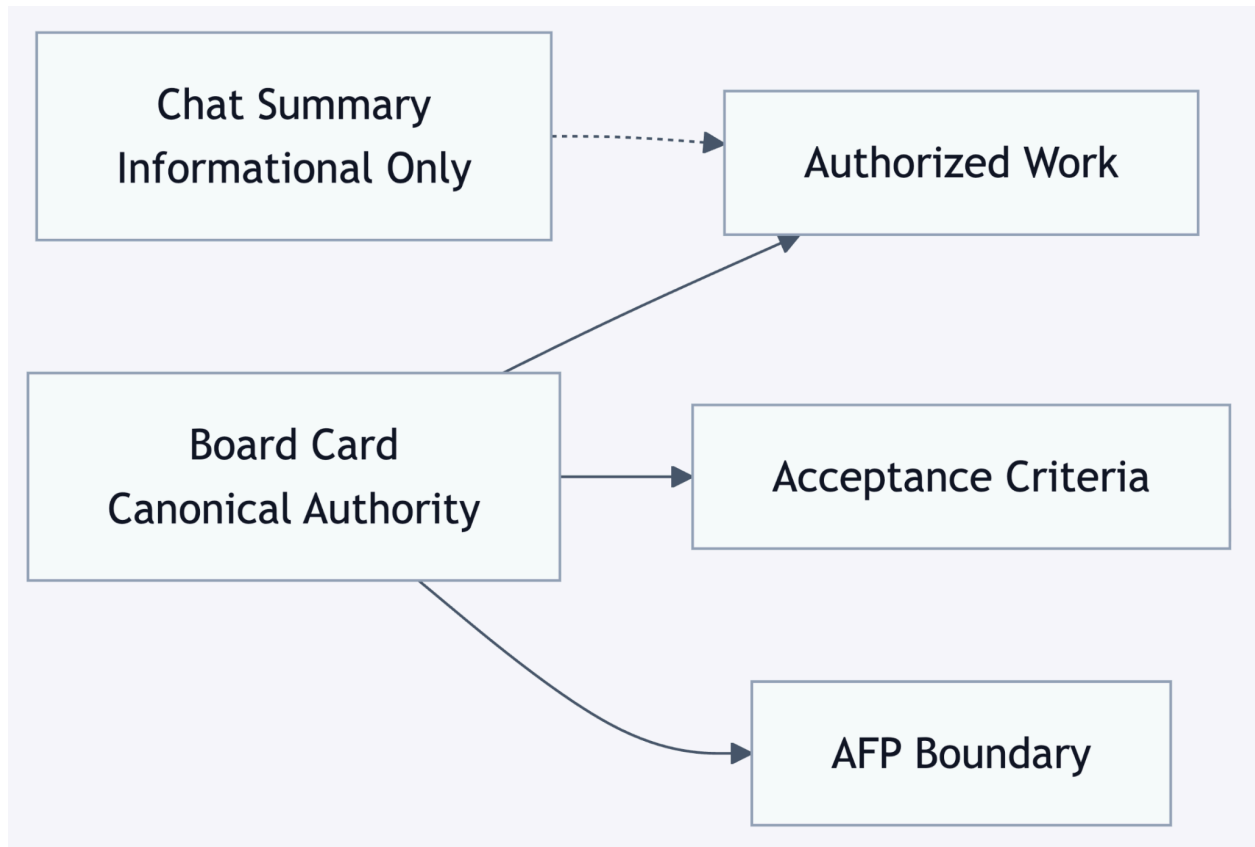 Chat Summary
Informational Only
Authorized Work
Board Card
Canonical Authority
Acceptance Criteria
AFP Boundary